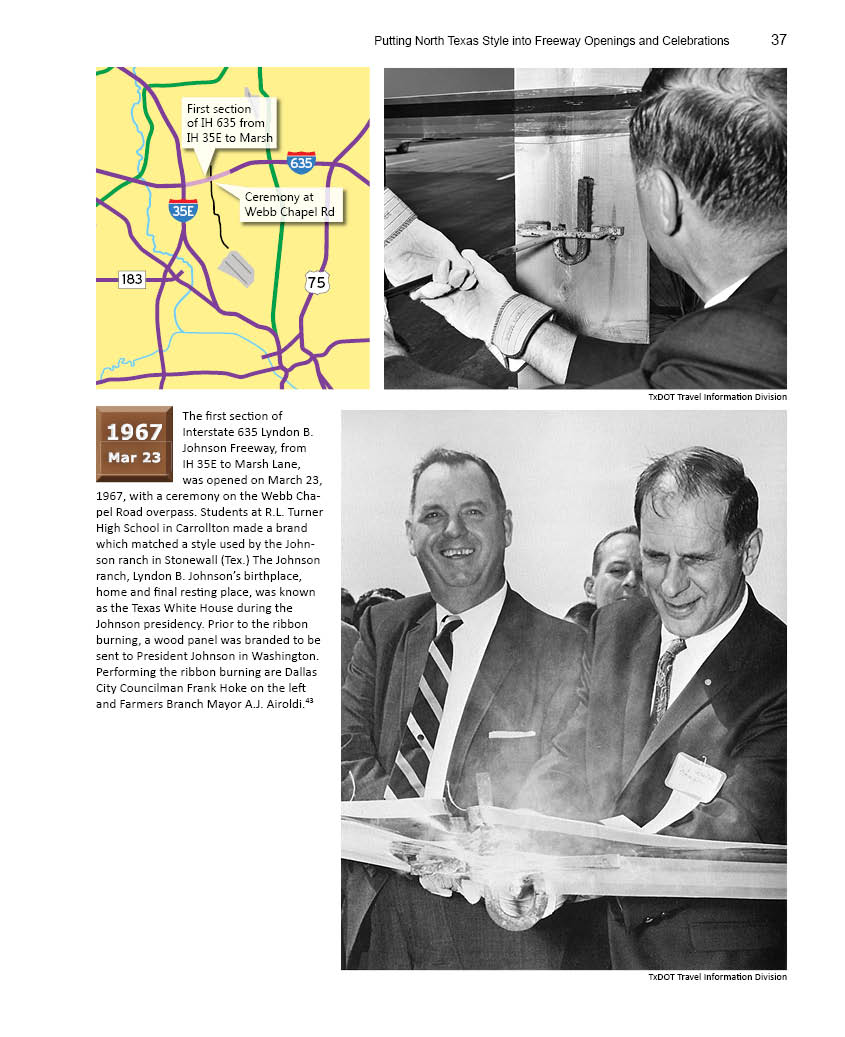 Putting North Texas Style into Freeway Openings and Celebrations 37
First section
of IH 635 from
IH 35E to Marsh
635
Ceremony at
Webb Chapel Rd
35E
183
75
TxDOT Travel Information Division
1967
Mar 23
The first section of
Interstate 635 Lyndon B.
Johnson Freeway, from
IH 35E to Marsh Lane,
was opened on March 23,
1967, with a ceremony on the Webb Cha-
pel Road overpass. Students at R.L. Turner
High School in Carrollton made a brand
which matched a style used by the John-
son ranch in Stonewall (Tex.) The Johnson
ranch, Lyndon B. Johnson’s birthplace,
home and final resting place, was known
as the Texas White House during the
Johnson presidency. Prior to the ribbon
burning, a wood panel was branded to be
sent to President Johnson in Washington.
Performing the ribbon burning are Dallas
City Councilman Frank Hoke on the left
and Farmers Branch Mayor A.J. Airoldi.⁴³
TxDOT Travel Information Division